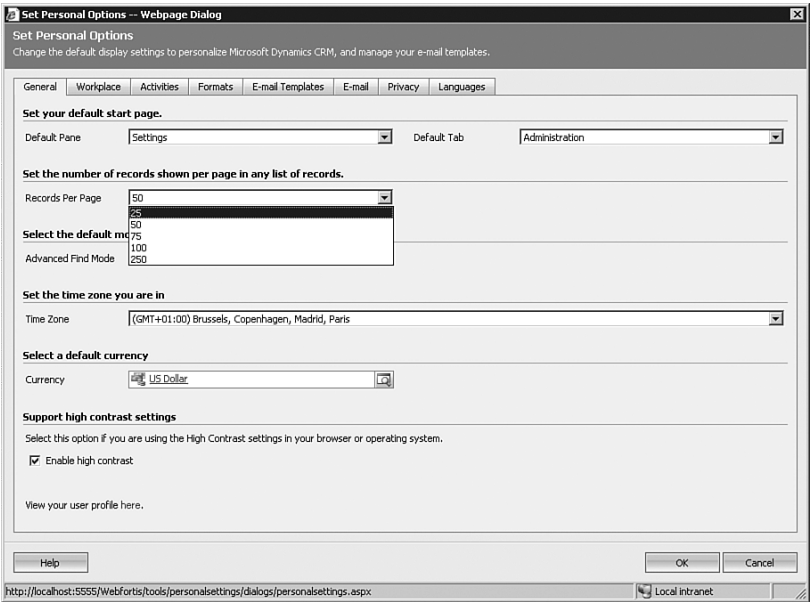 Set Personal Options -- Webpage Dialog
Set Personal Options
Change the default display settings to personalize Microsoft Dynamics CRM, and manage your e-mail templates.
General Workplace Activities Formats E-mail Templates E-mail Privacy Languages
Set your default start page.
Default Pane Settings Default Tab Administration
Set the number of records shown per page in any list of records.
Records Per Page 50
25
50
Select the default 75
100
Advanced Find Mode 250
Set the time zone you are in
Time Zone (GMT+01:00) Brussels, Copenhagen, Madrid, Paris
Select a default currency
Currency US Dollar
Support high contrast settings
Select this option if you are using the High Contrast settings in your browser or operating system.
Enable high contrast
View your user profile here.
Help OK Cancel
http://localhost:5555/Webfortis/tools/personalsettings/dialogs/personalsettings.aspx Local intranet